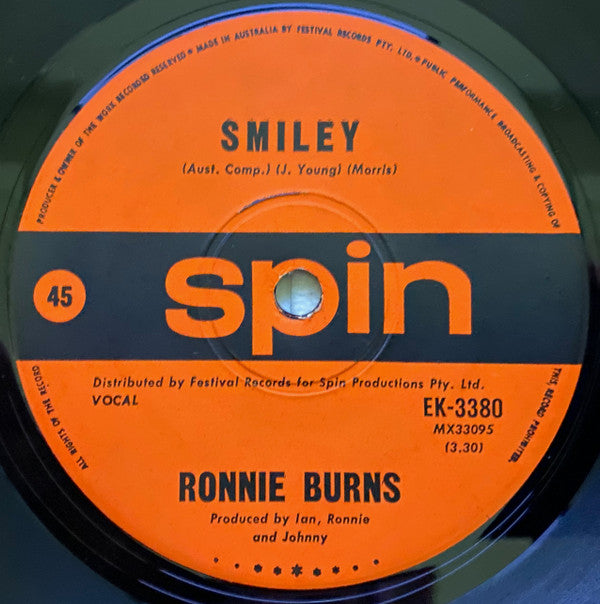 PRODUCER & OWNER OF THE WORK RECORDED RESERVED ★ MADE IN AUSTRALIA BY FESTIVAL RECORDS PTY. LTD. ★ PUBLIC PERFORMANCE BROADCASTING & COPYING OF
SMILEY
(Aust. Comp.) (J. Young) (Morris)
45
spin
Distributed by Festival Records for Spin Productions Pty. Ltd.
VOCAL
EK-3380
MX33095
(3.30)
RONNIE BURNS
Produced by Ian, Ronnie
and Johnny
ALL RIGHTS OF THE RECORD
THIS RECORD PROHIBITED.